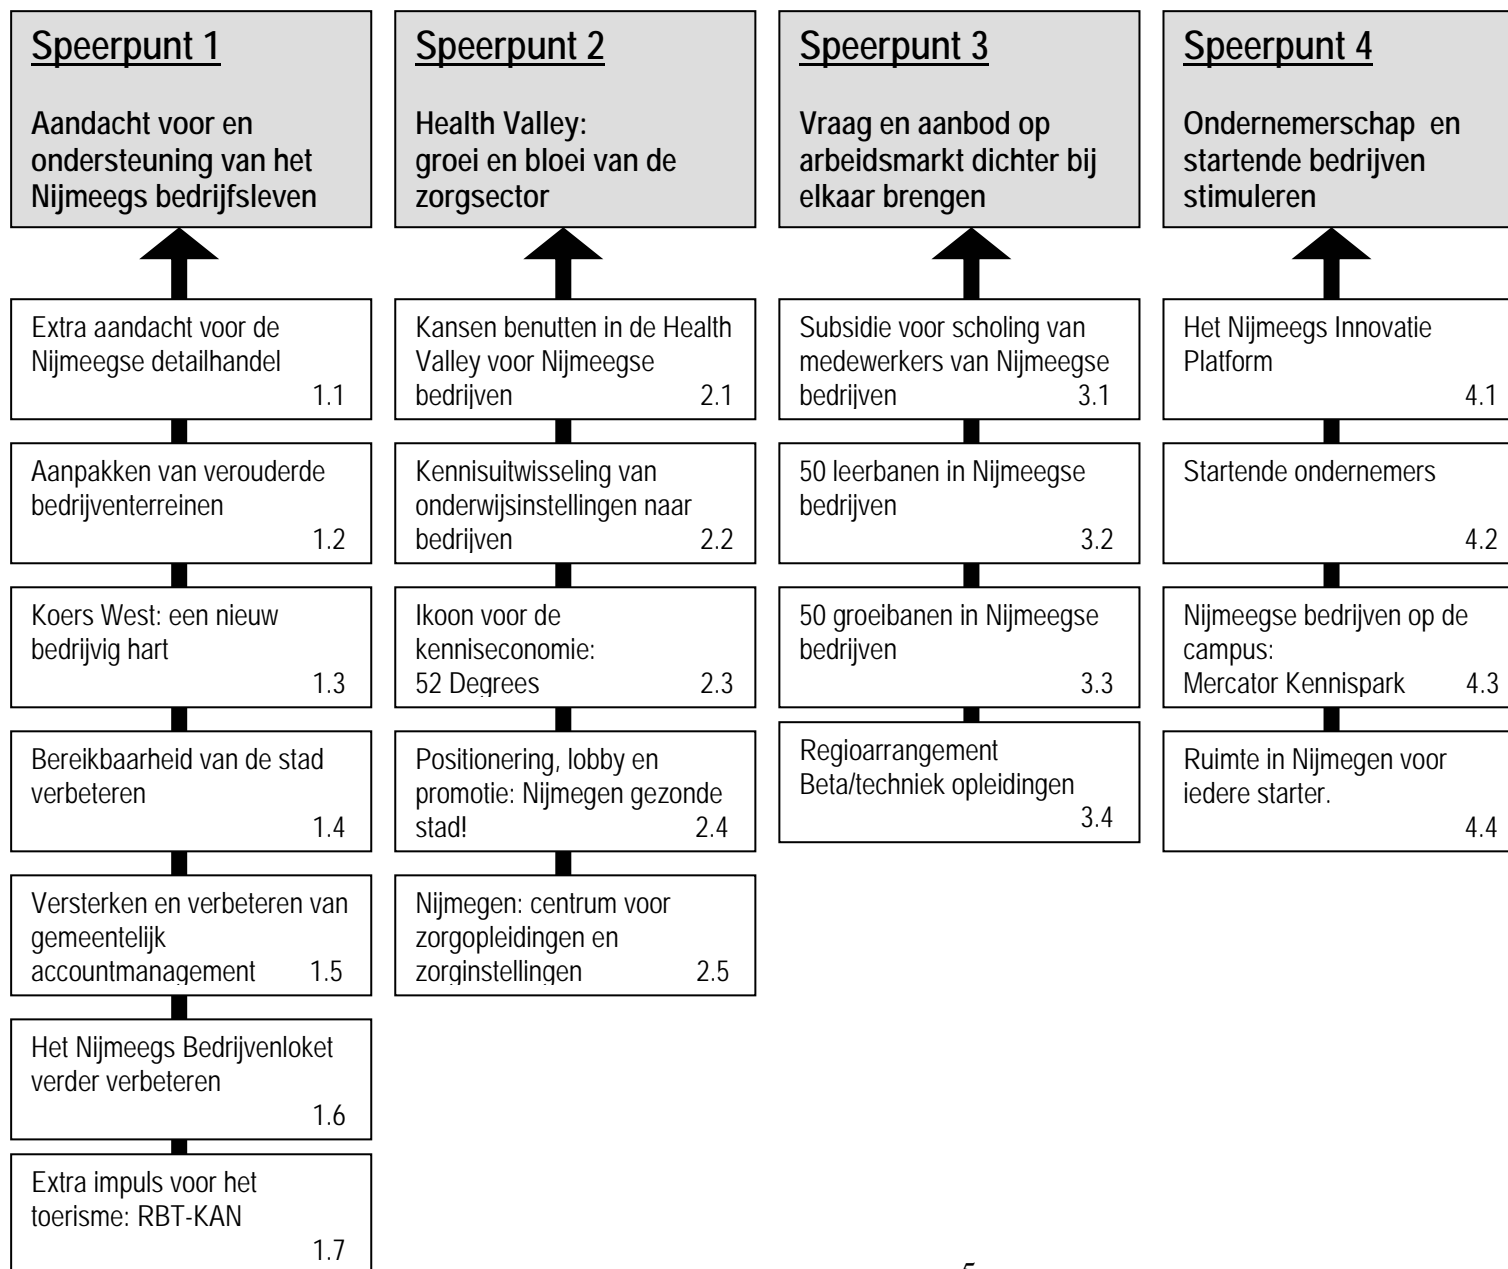 Speerpunt 1
Aandacht voor en
ondersteuning van het
Nijmeegs bedrijfsleven
Extra aandacht voor de
Nijmeegse detailhandel
1.1
Aanpakken van verouderde
bedrijventerreinen
1.2
Koers West: een nieuw
bedrijvig hart
1.3
Bereikbaarheid van de stad
verbeteren
1.4
Versterken en verbeteren van
gemeentelijk
accountmanagement 1.5
Het Nijmeegs Bedrijvenloket
verder verbeteren
1.6
Extra impuls voor het
toerisme: RBT-KAN
1.7
Speerpunt 2
Health Valley:
groei en bloei van de
zorgsector
Kansen benutten in de Health
Valley voor Nijmeegse
bedrijven 2.1
Kennisuitwisseling van
onderwijsinstellingen naar
bedrijven 2.2
Ikoon voor de
kenniseconomie:
52 Degrees 2.3
Positionering, lobby en
promotie: Nijmegen gezonde
stad! 2.4
Nijmegen: centrum voor
zorgopleidingen en
zorginstellingen 2.5
Speerpunt 3
Vraag en aanbod op
arbeidsmarkt dichter bij
elkaar brengen
Subsidie voor scholing van
medewerkers van Nijmeegse
bedrijven 3.1
50 leerbanen in Nijmeegse
bedrijven
3.2
50 groeibanen in Nijmeegse
bedrijven
3.3
Regioarrangement
Beta/techniek opleidingen
3.4
Speerpunt 4
Ondernemerschap en
startende bedrijven
stimuleren
Het Nijmeegs Innovatie
Platform
4.1
Startende ondernemers
4.2
Nijmeegse bedrijven op de
campus:
Mercator Kennispark 4.3
Ruimte in Nijmegen voor
iedere starter.
4.4
5